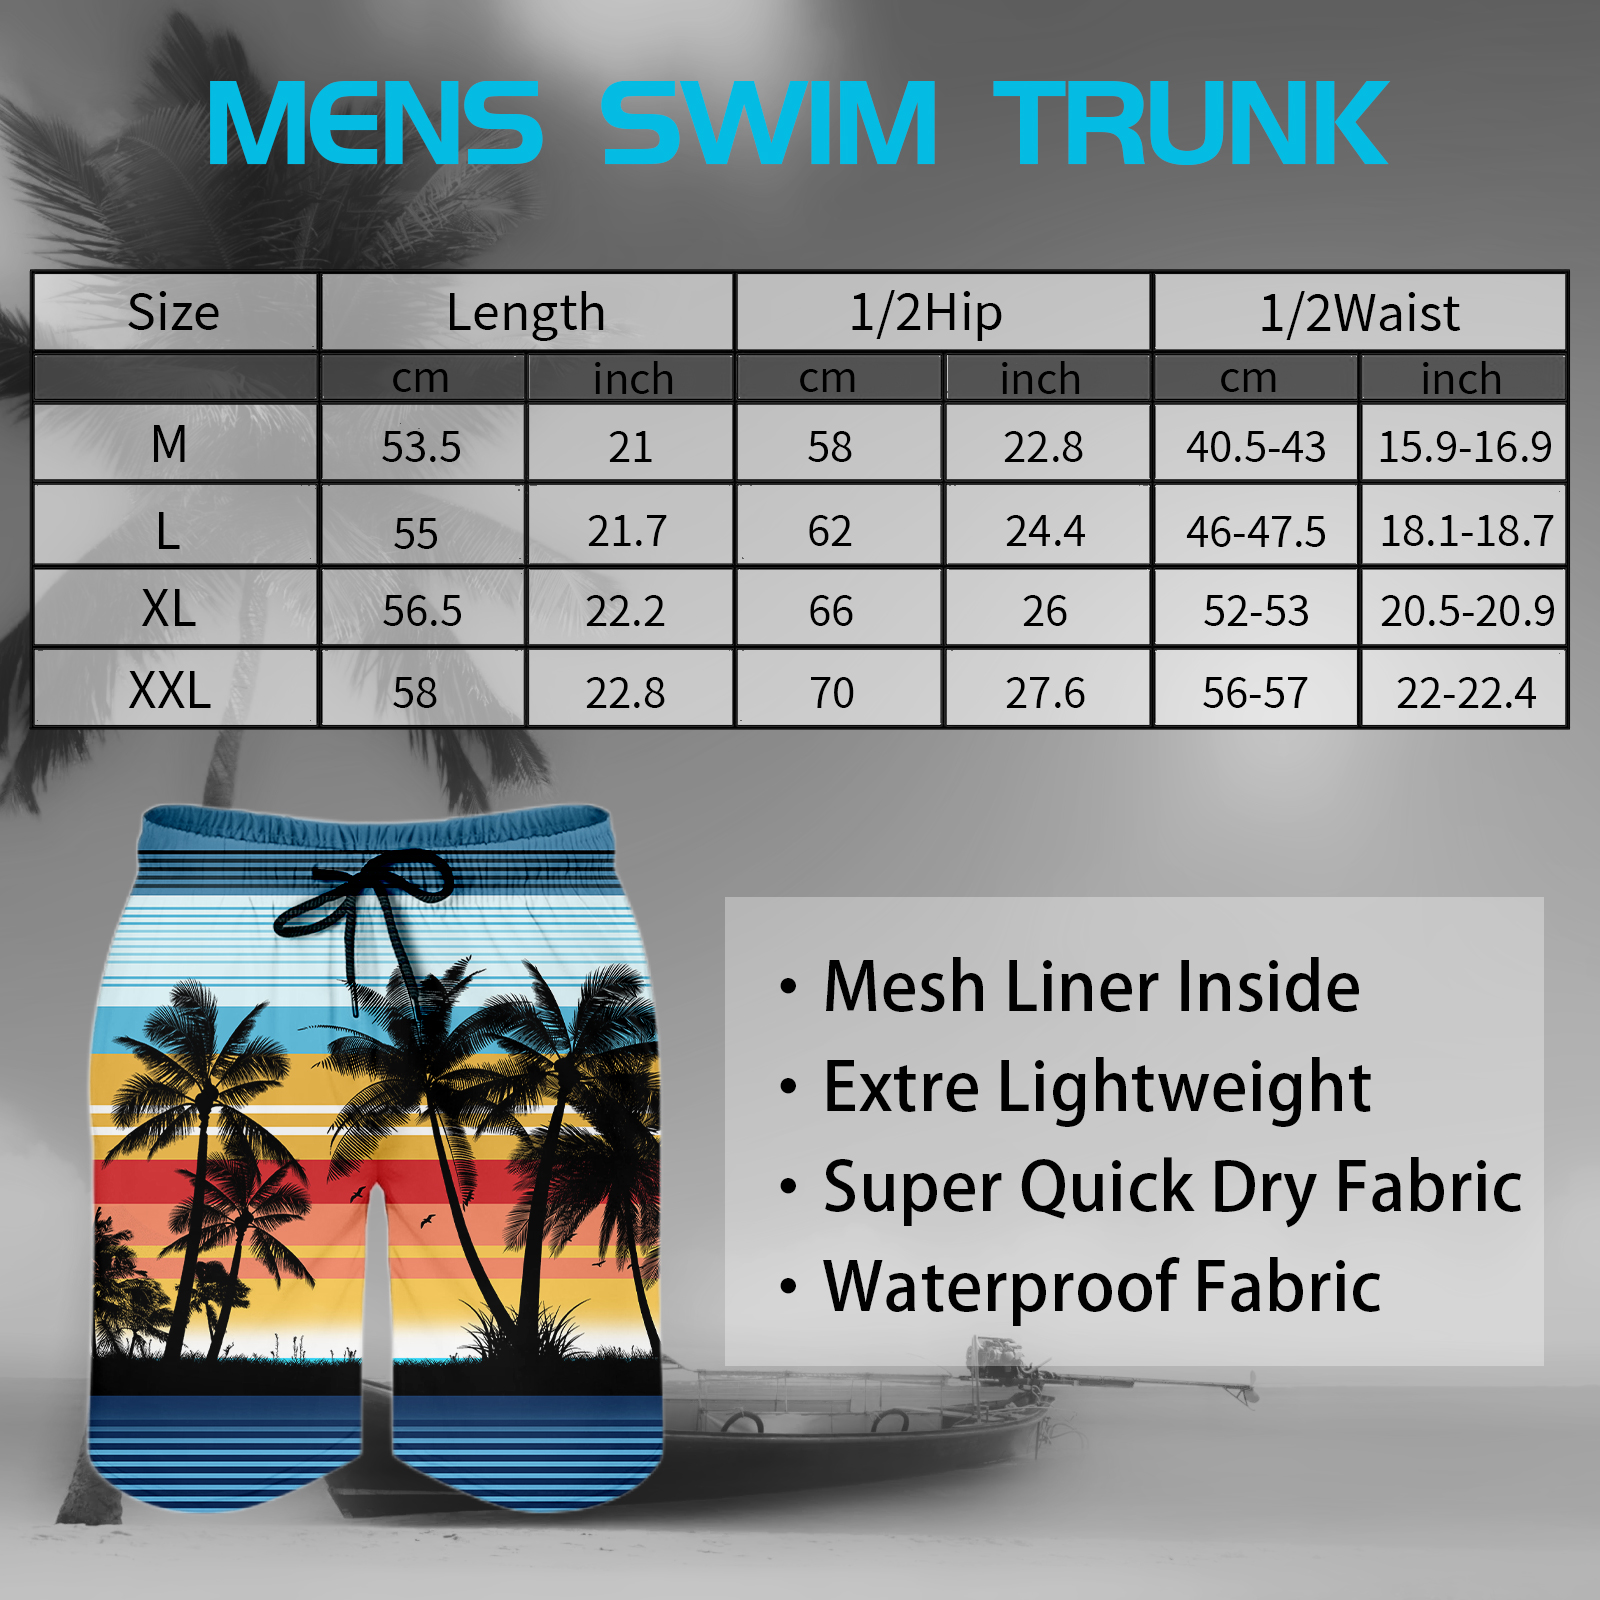 MENS SWIM TRUNK
Size Length 1/2Hip 1/2Waist
cm inch cm inch cm inch
M 53.5 21 58 22.8 40.5-43 15.9-16.9
L 55 21.7 62 24.4 46-47.5 18.1-18.7
XL 56.5 22.2 66 26 52-53 20.5-20.9
XXL 58 22.8 70 27.6 56-57 22-22.4
• Mesh Liner Inside
• Extre Lightweight
• Super Quick Dry Fabric
• Waterproof Fabric